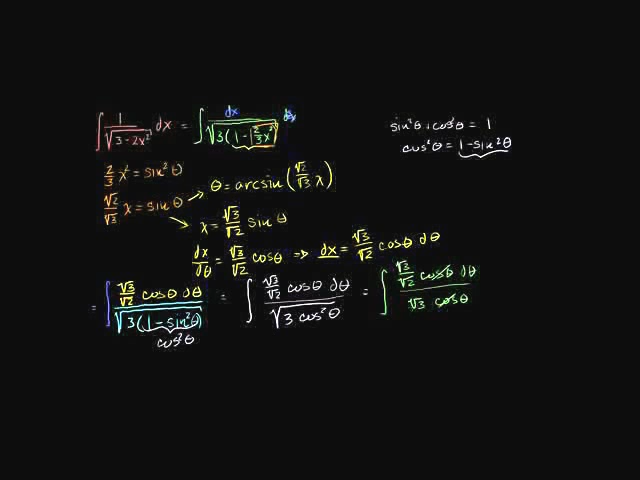 ∫ 1/√(3-2x²) dx = ∫ dx/√(3(1-2/3x²))
sin²θ + cos²θ = 1
cos²θ = 1-sin²θ
2/3 x² = sin²θ
√2/√3 x = sinθ
θ = arcsin(√2/√3 x)
x = √3/√2 sinθ
dx/dθ = √3/√2 cosθ ⇒ dx = √3/√2 cosθ dθ
= ∫ √3/√2 cosθ dθ/√(3(1-sin²θ)) = ∫ √3/√2 cosθ dθ/√(3 cos²θ) = ∫ √3/√2 cosθ dθ/√3 cosθ
cos²θ